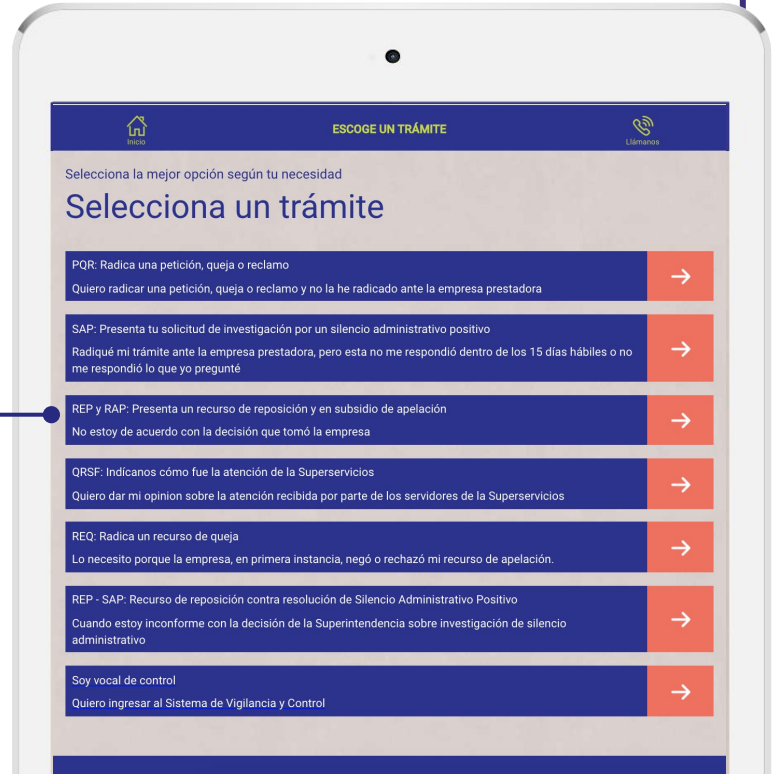 Inicio
ESCOGE UN TRÁMITE
Llámanos
Selecciona la mejor opción según tu necesidad
Selecciona un trámite
PQR: Radica una petición, queja o reclamo
Quiero radicar una petición, queja o reclamo y no la he radicado ante la empresa prestadora
SAP: Presenta tu solicitud de investigación por un silencio administrativo positivo
Radiqué mi trámite ante la empresa prestadora, pero esta no me respondió dentro de los 15 días hábiles o no
me respondió lo que yo pregunté
REP y RAP: Presenta un recurso de reposición y en subsidio de apelación
No estoy de acuerdo con la decisión que tomó la empresa
QRSF: Indícanos cómo fue la atención de la Superservicios
Quiero dar mi opinion sobre la atención recibida por parte de los servidores de la Superservicios
REQ: Radica un recurso de queja
Lo necesito porque la empresa, en primera instancia, negó o rechazó mi recurso de apelación.
REP - SAP: Recurso de reposición contra resolución de Silencio Administrativo Positivo
Cuando estoy inconforme con la decisión de la Superintendencia sobre investigación de silencio
administrativo
Soy vocal de control
Quiero ingresar al Sistema de Vigilancia y Control